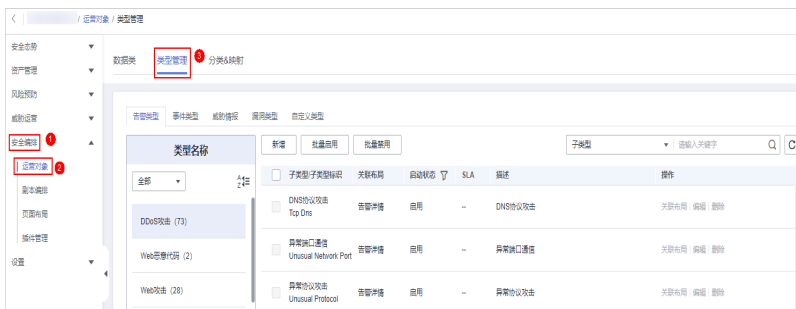 / 运营对象 / 类型管理
安全态势
资产管理
风险预防
威胁运营
安全编排 1
运营对象 2
剧本编排
页面布局
插件管理
设置
数据类 类型管理 3 分类&映射
告警类型 事件类型 威胁情报 漏洞类型 自定义类型
类型名称
全部
DDoS攻击 (73)
Web恶意代码 (2)
Web攻击 (28)
新增 批量启用 批量禁用 子类型 请输入关键字
子类型/子类型标识 关联布局 启动状态 SLA 描述 操作
DNS协议攻击
Tcp Dns
告警详情 启用 -- DNS协议攻击 关联布局 编辑 删除
异常端口通信
Unusual Network Port
告警详情 启用 -- 异常端口通信 关联布局 编辑 删除
异常协议攻击
Unusual Protocol
告警详情 启用 -- 异常协议攻击 关联布局 编辑 删除